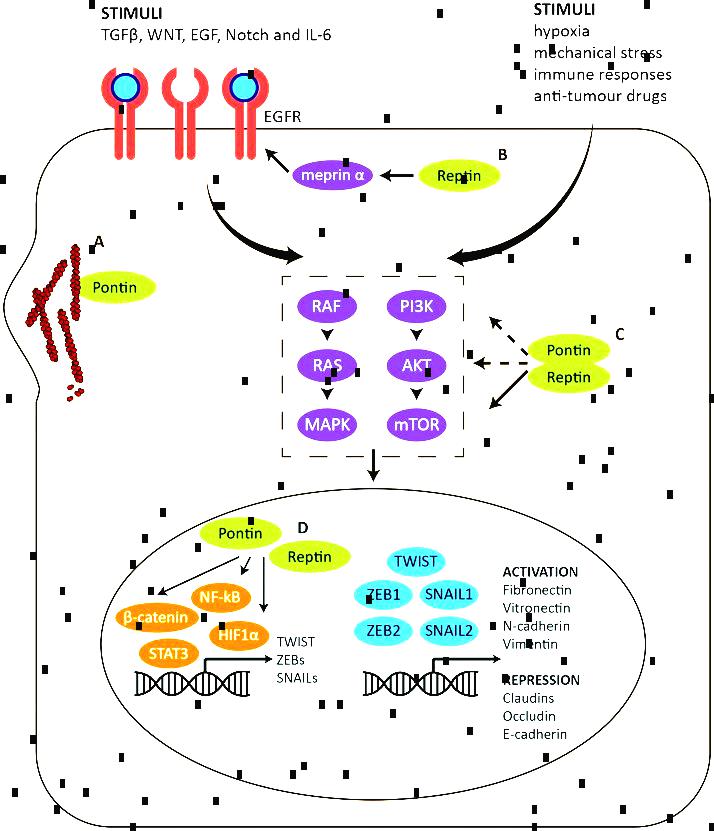 STIMULI
TGFβ, WNT, EGF, Notch and IL-6
STIMULI
hypoxia
mechanical stress
immune responses
anti-tumour drugs
EGFR
B
meprin α
Reptin
A
Pontin
RAF
PI3K
C
Pontin
Reptin
RAS
AKT
MAPK
mTOR
D
Pontin
Reptin
NF-kB
β-catenin
HIF1α
STAT3
TWIST
ZEBs
SNAILs
TWIST
ZEB1
SNAIL1
ZEB2
SNAIL2
ACTIVATION
Fibronectin
Vitronectin
N-cadherin
Vimentin
REPRESSION
Claudins
Occludin
E-cadherin